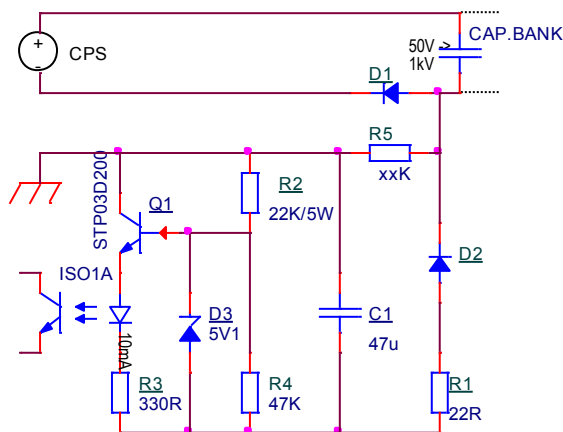 +
-
CPS
50V ->
1kV
CAP.BANK
D1
R5
xxK
STP03D200
Q1
R2
22K/5W
D2
ISO1A
10mA
D3
5V1
C1
47u
R3
330R
R4
47K
R1
22R